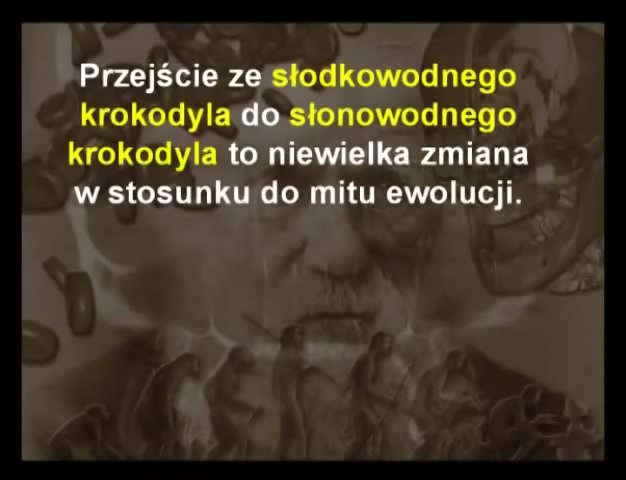 Przejście ze słodkowodnego
krokodyla do słonowodnego
krokodyla to niewielka zmiana
w stosunku do mitu ewolucji.